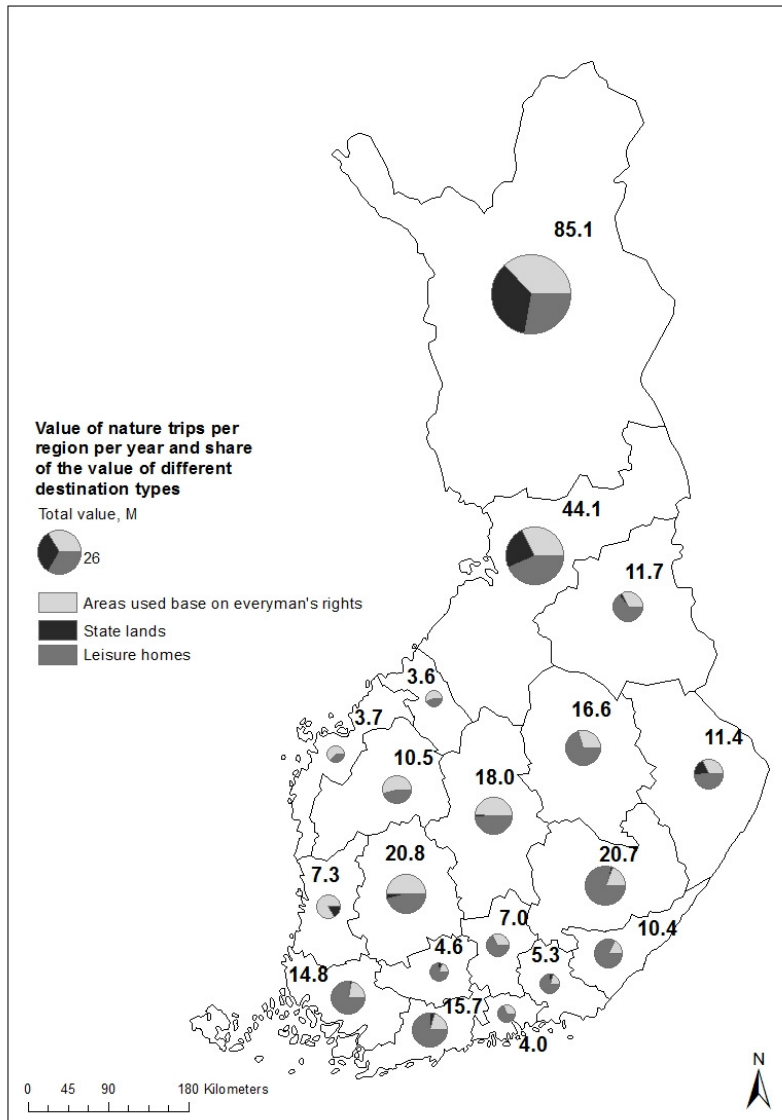 85.1
Value of nature trips per
region per year and share
of the value of different
destination types
Total value, M
26
Areas used base on everyman's rights
State lands
Leisure homes
44.1
11.7
3.6
3.7
16.6
11.4
10.5
18.0
20.8
20.7
7.3
7.0
10.4
4.6
5.3
14.8
15.7
4.0
N
0 45 90 180 Kilometers